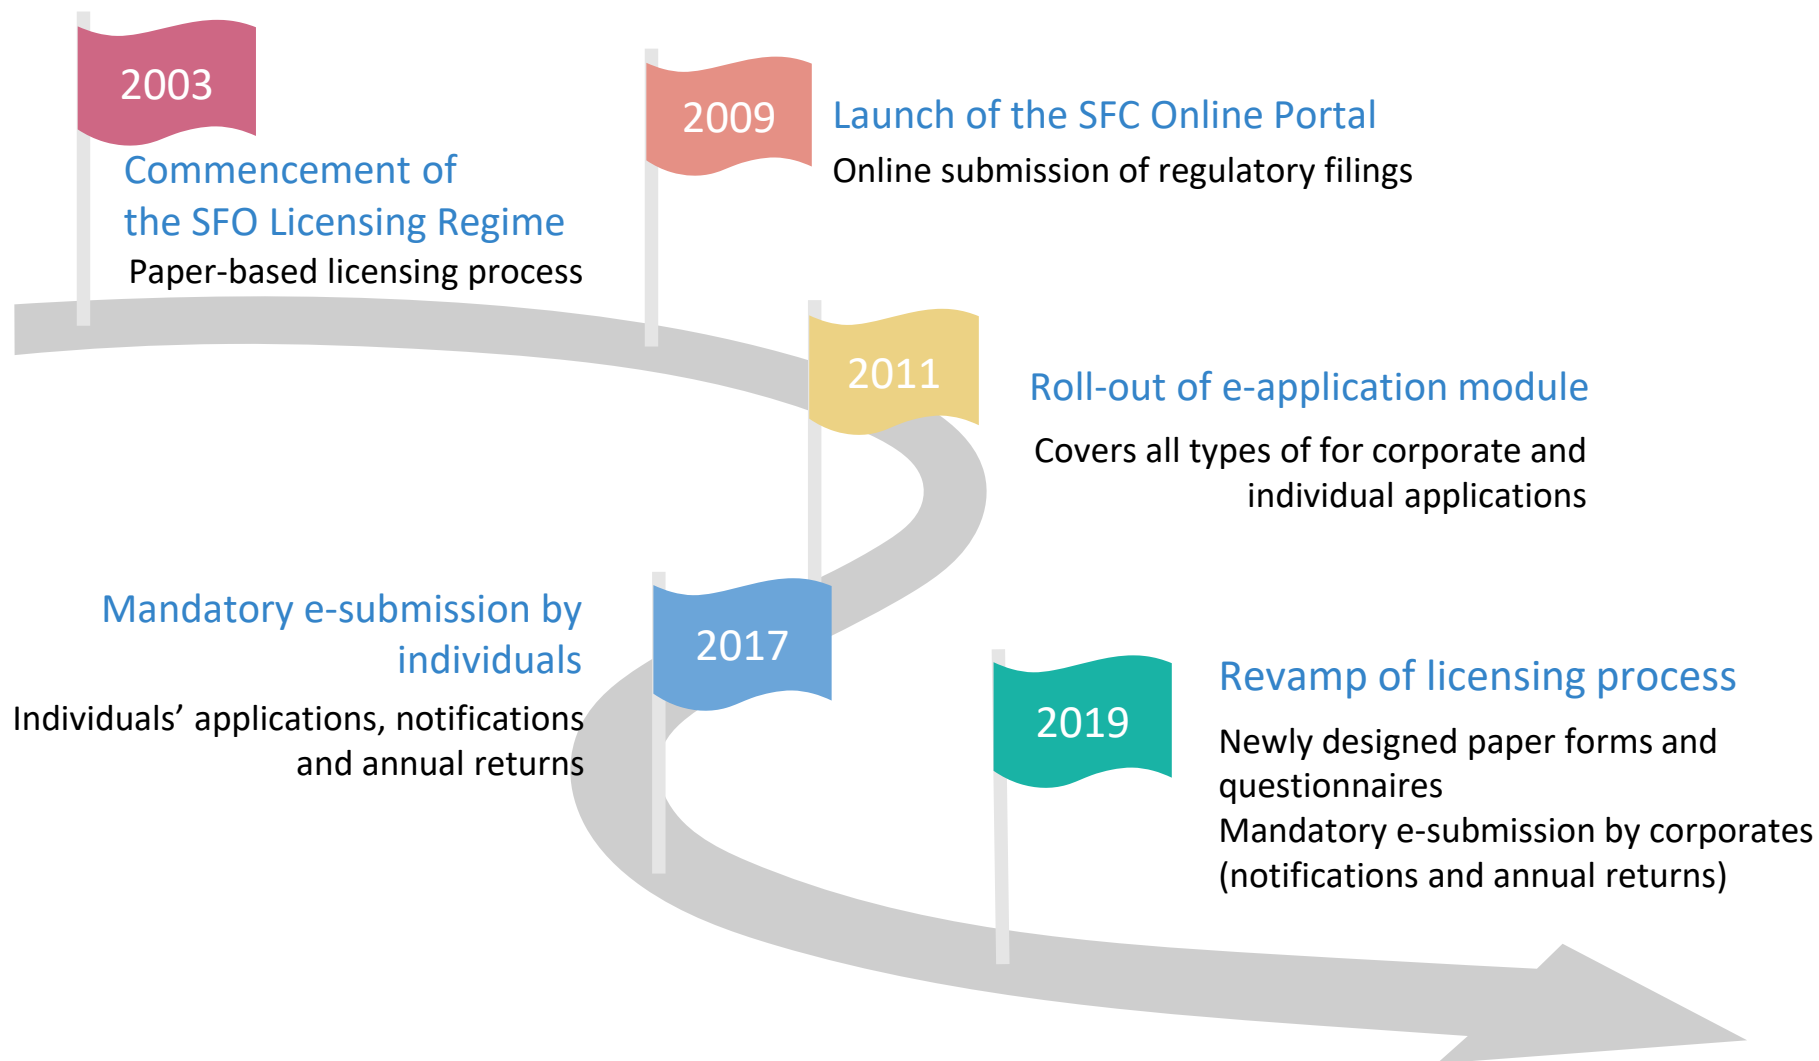 2003
Commencement of
the SFO Licensing Regime
Paper-based licensing process
2009
Launch of the SFC Online Portal
Online submission of regulatory filings
2011
Roll-out of e-application module
Covers all types of for corporate and
individual applications
2017
Mandatory e-submission by
individuals
Individuals’ applications, notifications
and annual returns
2019
Revamp of licensing process
Newly designed paper forms and
questionnaires
Mandatory e-submission by corporates
(notifications and annual returns)